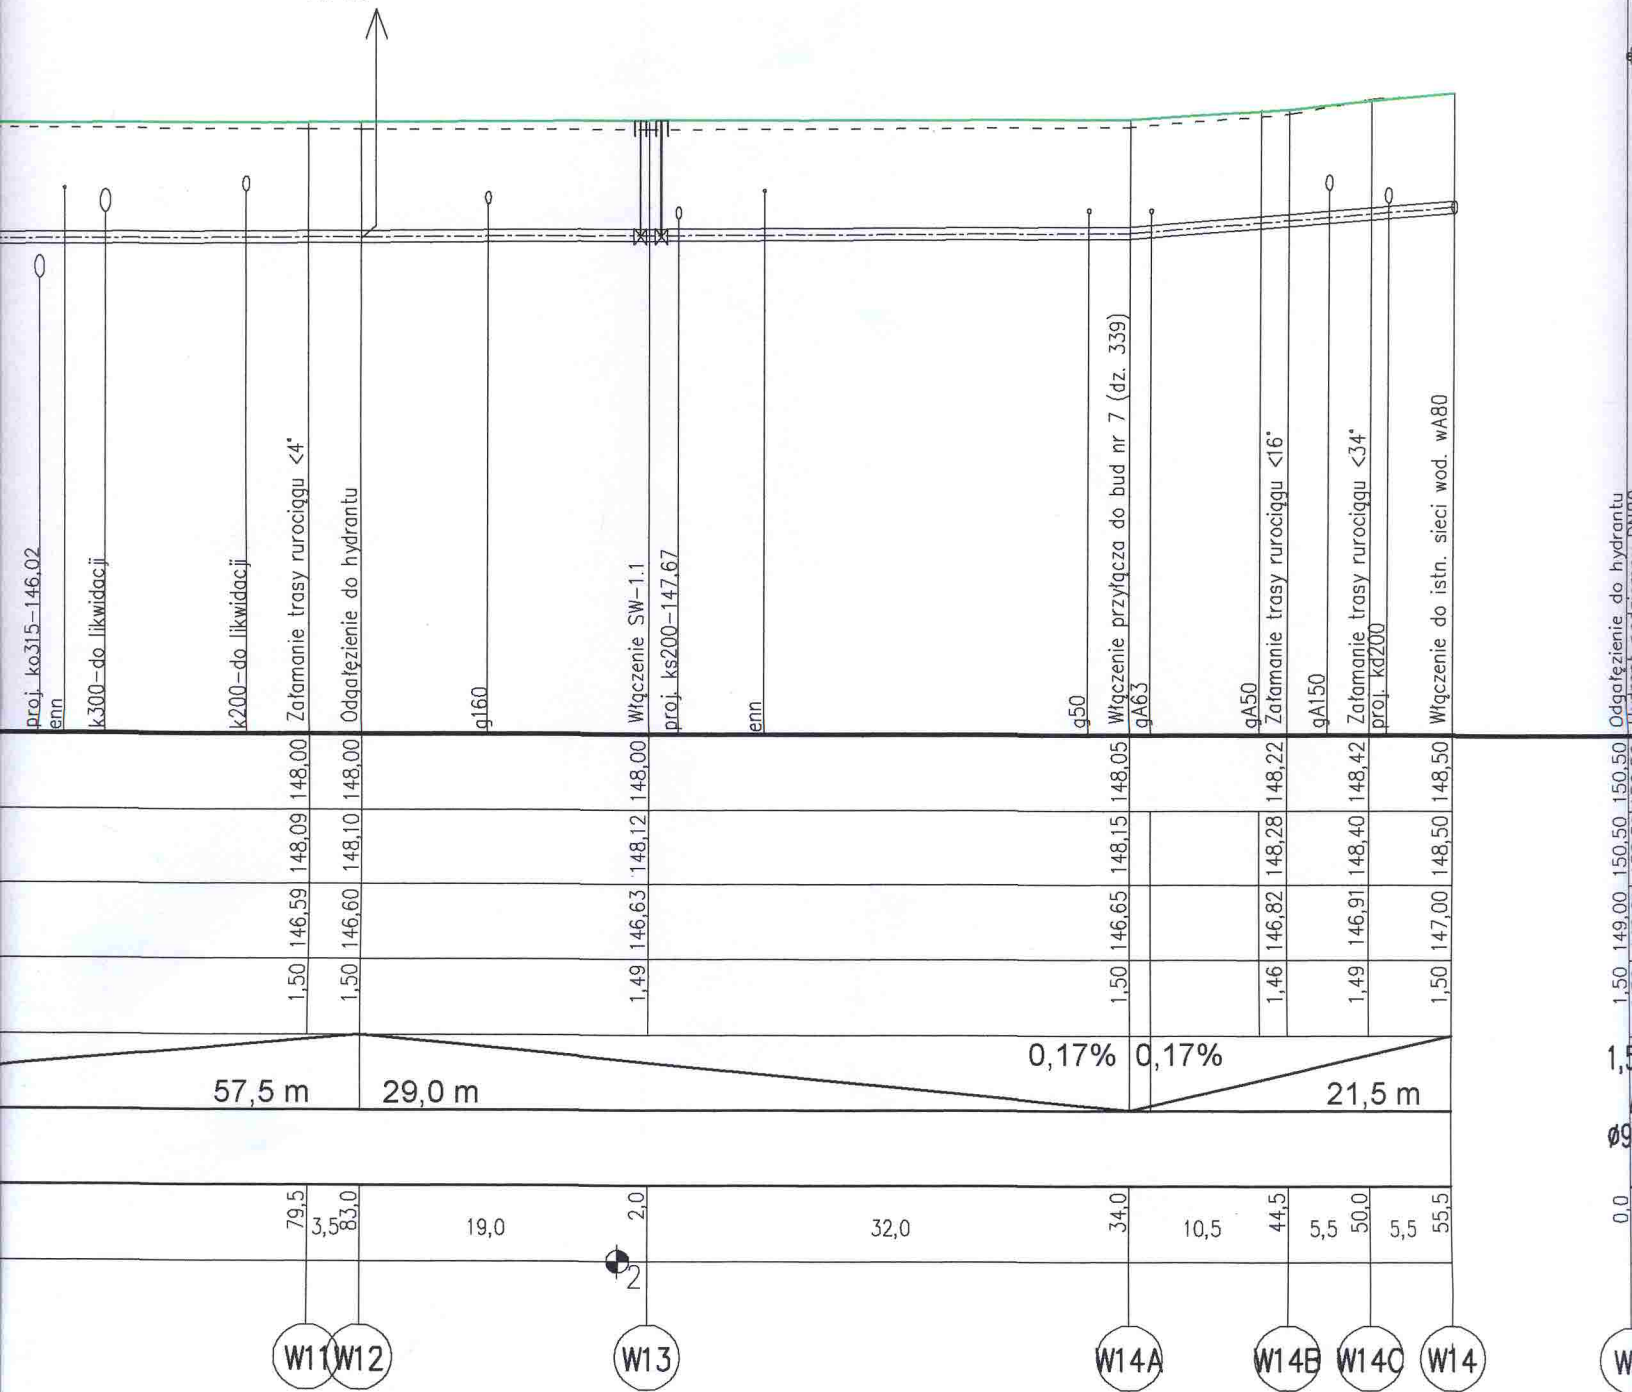 proj. ko315-146,02
enn
k300-do likwidacji
k200-do likwidacji
Załamanie trasy rurociągu <4°
Odgałęzienie do hydrantu
g160
Włączenie SW-1.1
proj. ks200-147,67
enn
g50
Włączenie przyłącza do bud nr 7 (dz. 339)
gA63
gA50
Załamanie trasy rurociągu <16°
gA150
Załamanie trasy rurociągu <34°
proj. kd200
Włączenie do istn. sieci wod. wA80
Odgałęzienie do hydrantu
148,00 148,00 148,00 148,05 148,22 148,42 148,50 150,50
148,09 148,10 148,12 148,15 148,28 148,40 148,50 150,50
146,59 146,60 146,63 146,65 146,82 146,91 147,00 149,00
1,50 1,50 1,49 1,50 1,46 1,49 1,50 1,50
0,17% 0,17%
57,5 m 29,0 m 21,5 m
79,5 83,0 2,0 34,0 44,5 50,0 55,5 0,0
3,5 19,0 32,0 10,5 5,5 5,5
2
W11 W12 W13 W14A W14B W14C W14